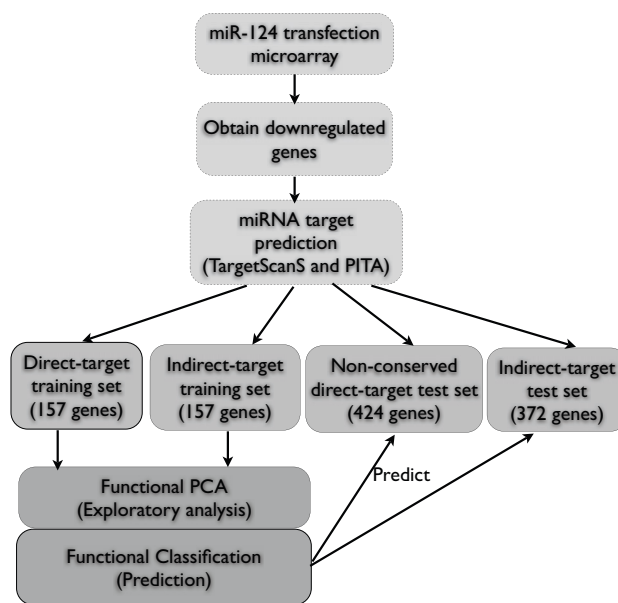 miR-124 transfection
microarray
Obtain downregulated
genes
miRNA target
prediction
(TargetScanS and PITA)
Direct-target
training set
(157 genes)
Indirect-target
training set
(157 genes)
Non-conserved
direct-target test set
(424 genes)
Indirect-target
test set
(372 genes)
Predict
Functional PCA
(Exploratory analysis)
Functional Classification
(Prediction)